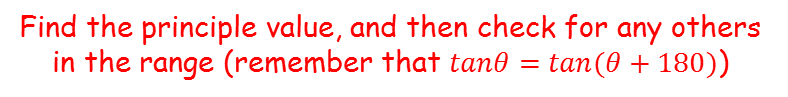 Find the principle value, and then check for any others
in the range (remember that 𝑡𝑎𝑛𝜃 = 𝑡𝑎𝑛(𝜃 + 180))